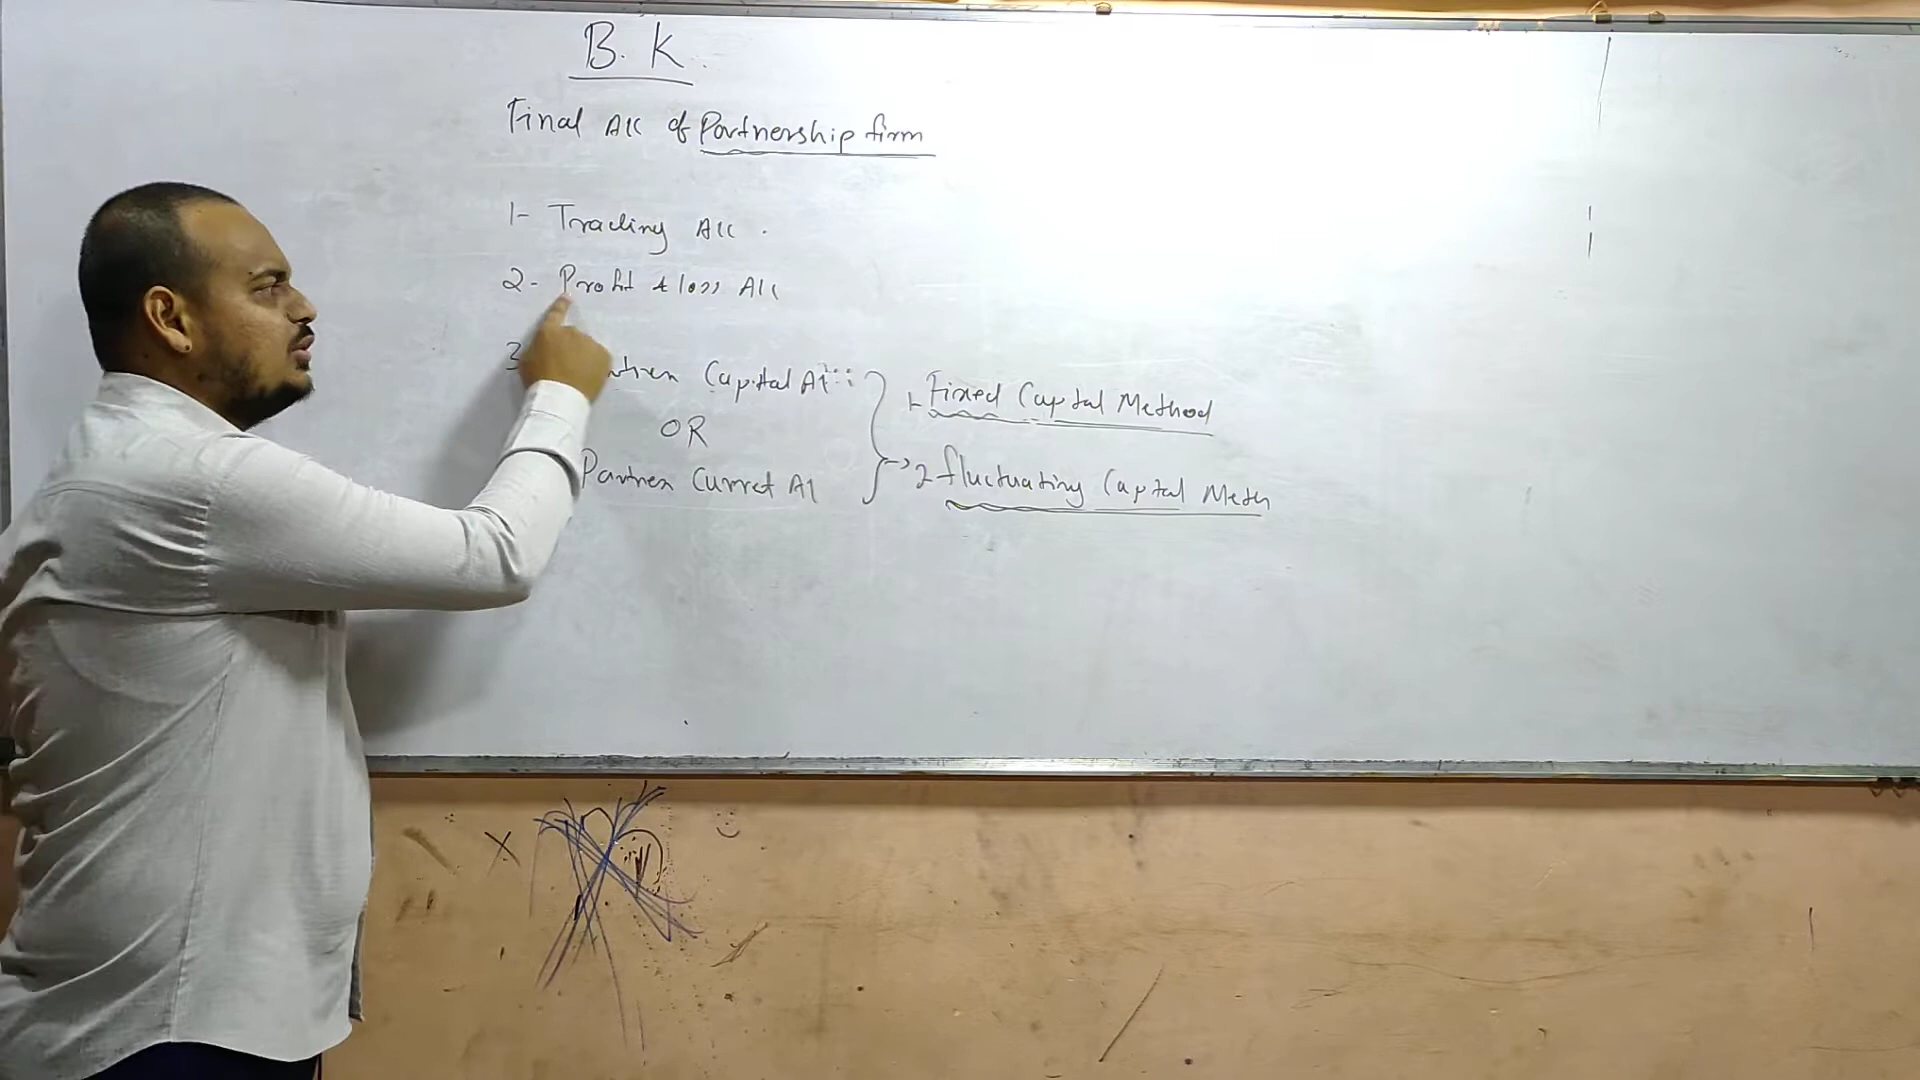 B. K.
Final A/c of Partnership firm
1- Trading A/c.
2- Profit & loss A/c
3
Capital A/
1- Fixed Capital Method
OR
Partner Current A/
2 fluctuating Capital Meth